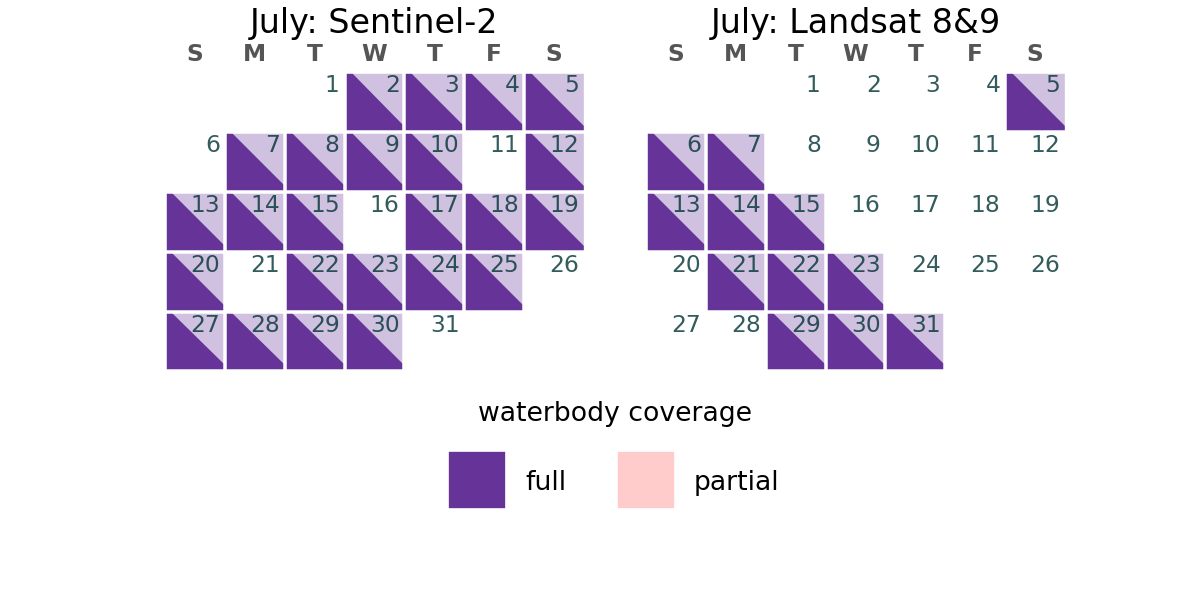 July: Sentinel-2
S M T W T F S
1 2 3 4 5
6 7 8 9 10 11 12
13 14 15 16 17 18 19
20 21 22 23 24 25 26
27 28 29 30 31
July: Landsat 8&9
S M T W T F S
1 2 3 4 5
6 7 8 9 10 11 12
13 14 15 16 17 18 19
20 21 22 23 24 25 26
27 28 29 30 31
waterbody coverage
full partial